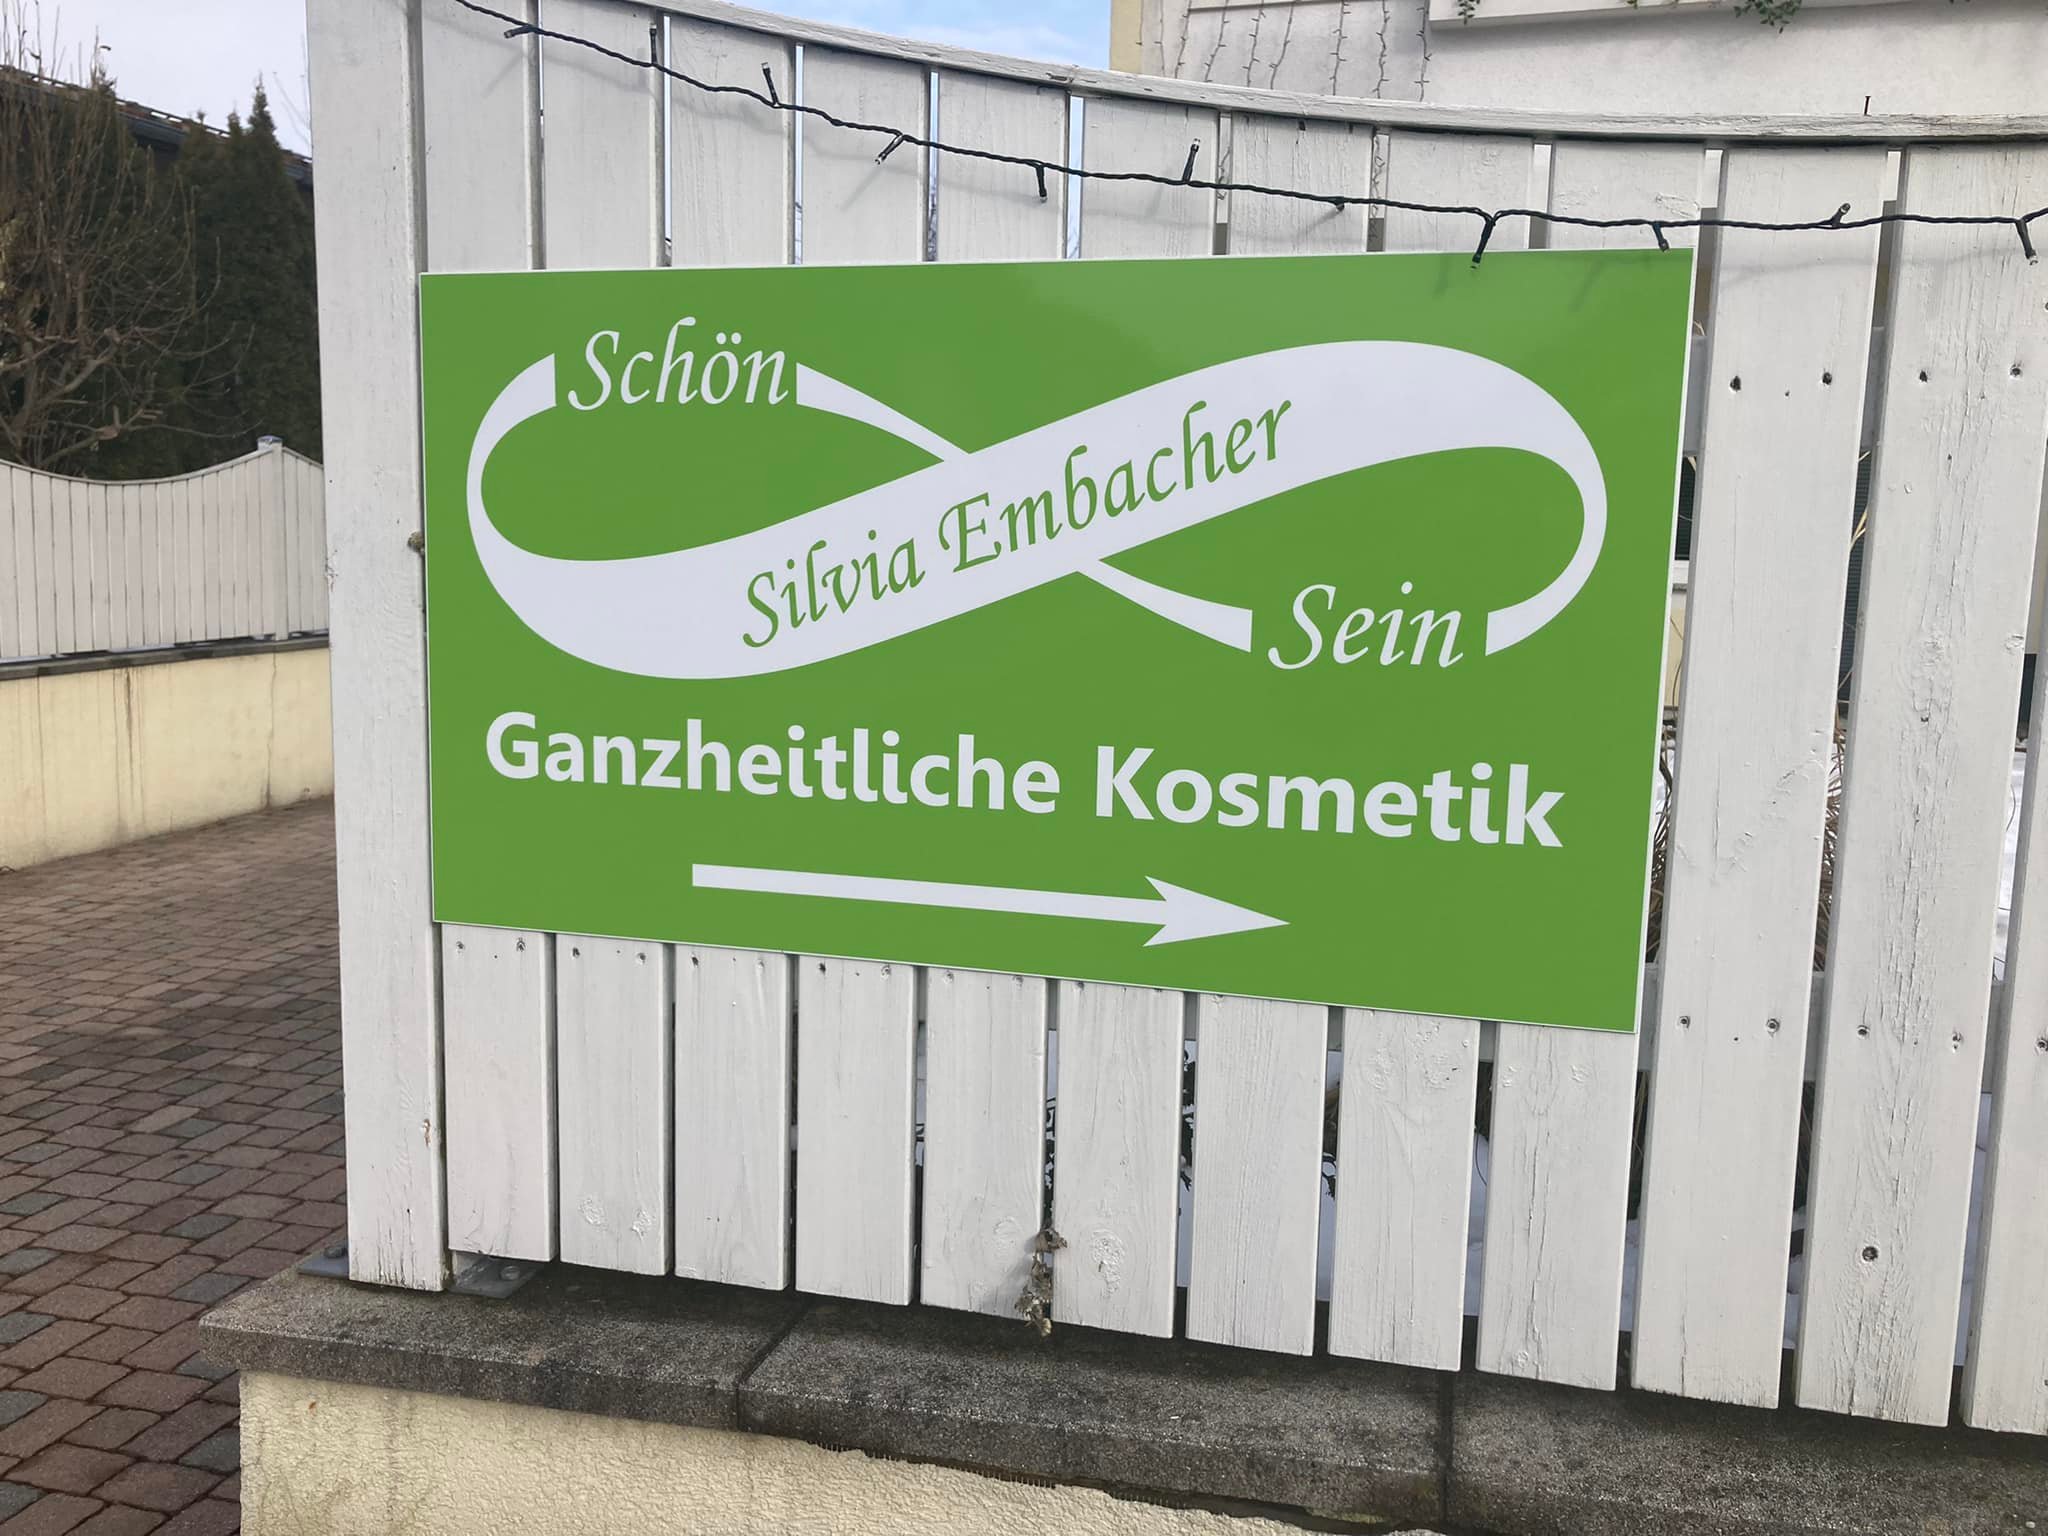 Schön
Silvia Embacher
Sein
Ganzheitliche Kosmetik